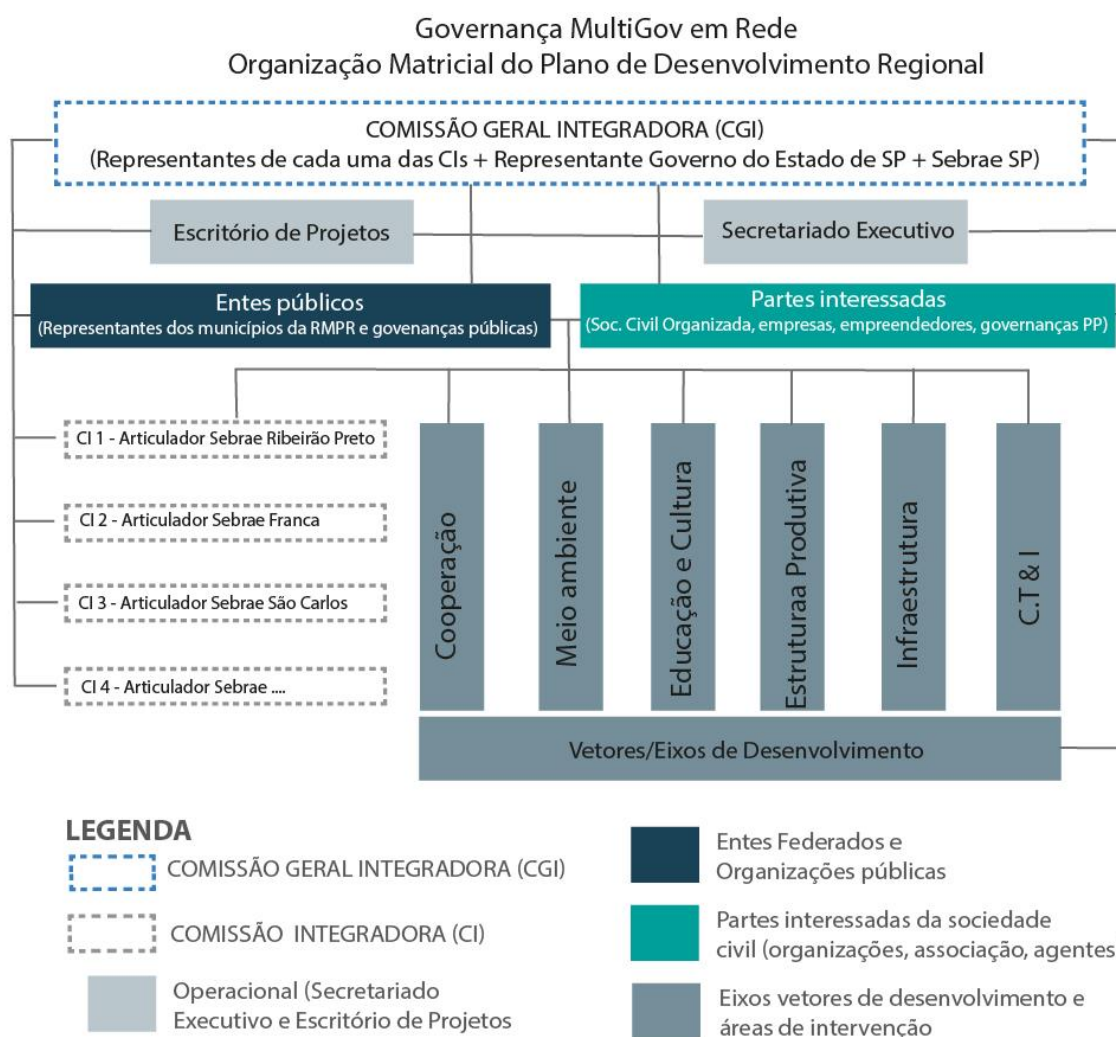 Governança MultiGov em Rede
Organização Matricial do Plano de Desenvolvimento Regional
COMISSÃO GERAL INTEGRADORA (CGI)
(Representantes de cada uma das CIs + Representante Governo do Estado de SP + Sebrae SP)
Escritório de Projetos
Secretariado Executivo
Entes públicos
(Representantes dos municípios da RMPR e govenanças públicas)
Partes interessadas
(Soc. Civil Organizada, empresas, empreendedores, governanças PP)
CI 1 - Articulador Sebrae Ribeirão Preto
CI 2 - Articulador Sebrae Franca
CI 3 - Articulador Sebrae São Carlos
CI 4 - Articulador Sebrae ....
Cooperação
Meio ambiente
Educação e Cultura
Estruturaa Produtiva
Infraestrutura
C.T & I
Vetores/Eixos de Desenvolvimento
LEGENDA
COMISSÃO GERAL INTEGRADORA (CGI)
COMISSÃO INTEGRADORA (CI)
Operacional (Secretariado
Executivo e Escritório de Projetos
Entes Federados e
Organizações públicas
Partes interessadas da sociedade
civil (organizações, associação, agentes
Eixos vetores de desenvolvimento e
áreas de intervenção